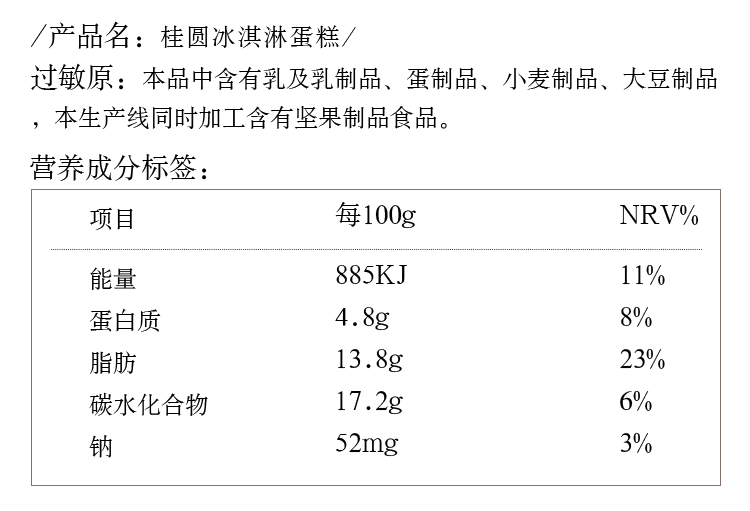 /产品名：桂圆冰淇淋蛋糕/
过敏原：本品中含有乳及乳制品、蛋制品、小麦制品、大豆制品
，本生产线同时加工含有坚果制品食品。
营养成分标签：
项目 每100g NRV%
能量 885KJ 11%
蛋白质 4.8g 8%
脂肪 13.8g 23%
碳水化合物 17.2g 6%
钠 52mg 3%